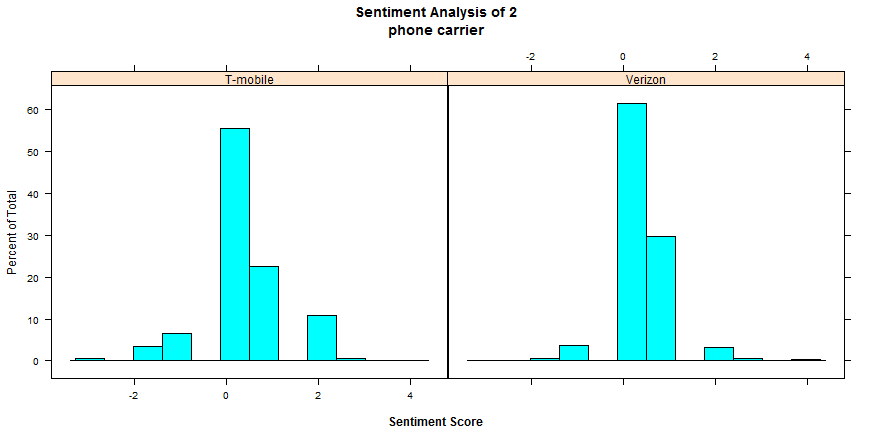 Sentiment Analysis of 2
phone carrier
-2 0 2 4
T-mobile Verizon
60
50
40
30
20
10
0
Percent of Total
-2 0 2 4
Sentiment Score